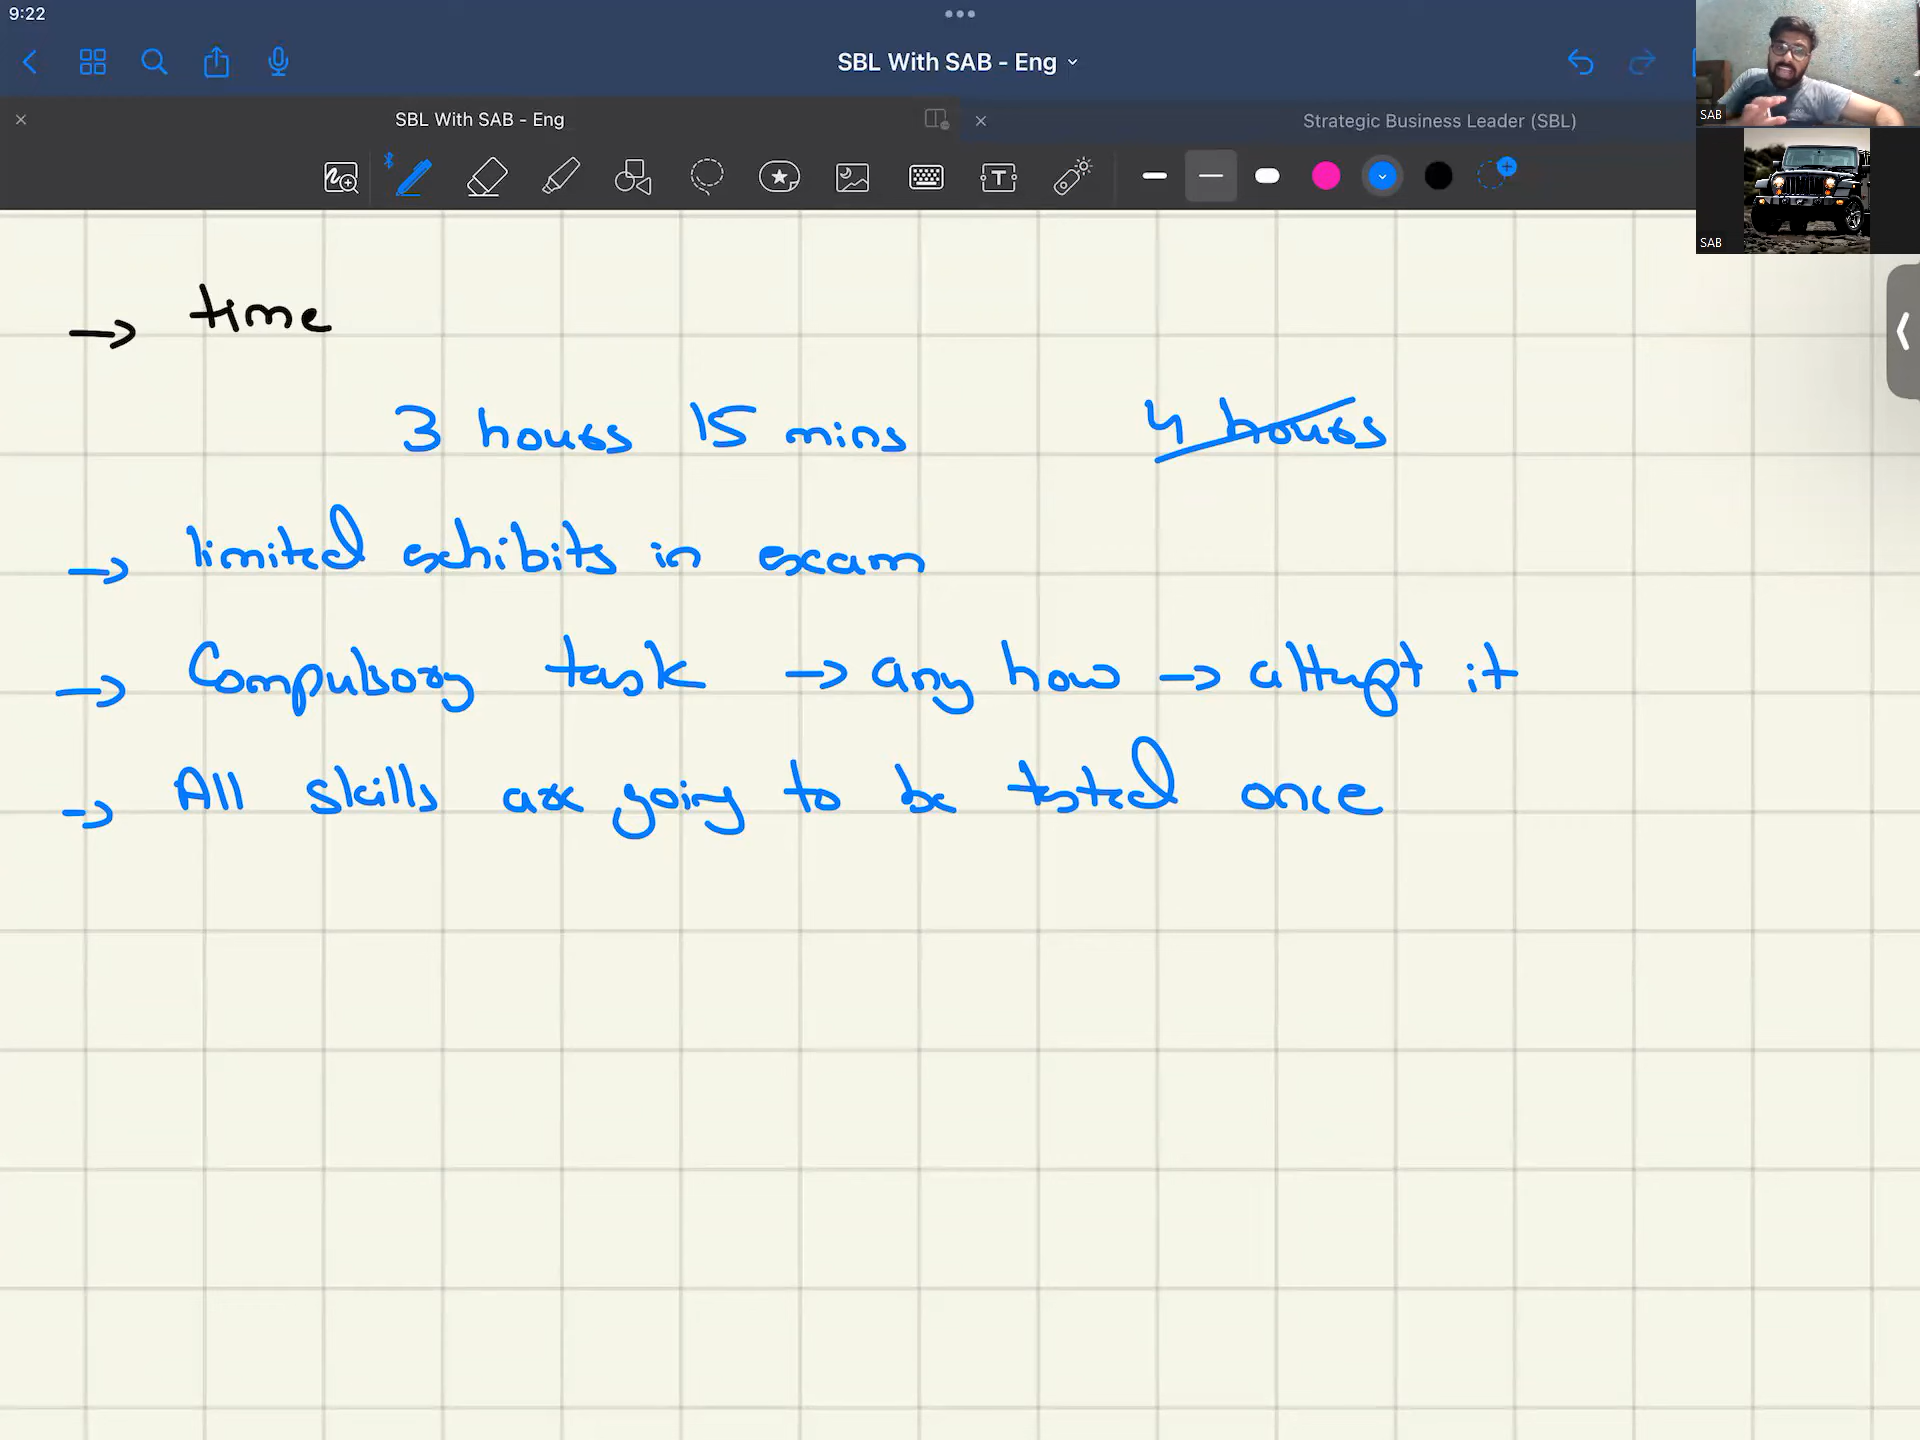 9:22
SBL With SAB - Eng
SBL With SAB - Eng
Strategic Business Leader (SBL)
SAB
SAB
→ time
3 hours 15 mins 4 hours
→ limited exhibits in exam
→ Compulsory task → any how → attempt it
→ All skills are going to be tested once